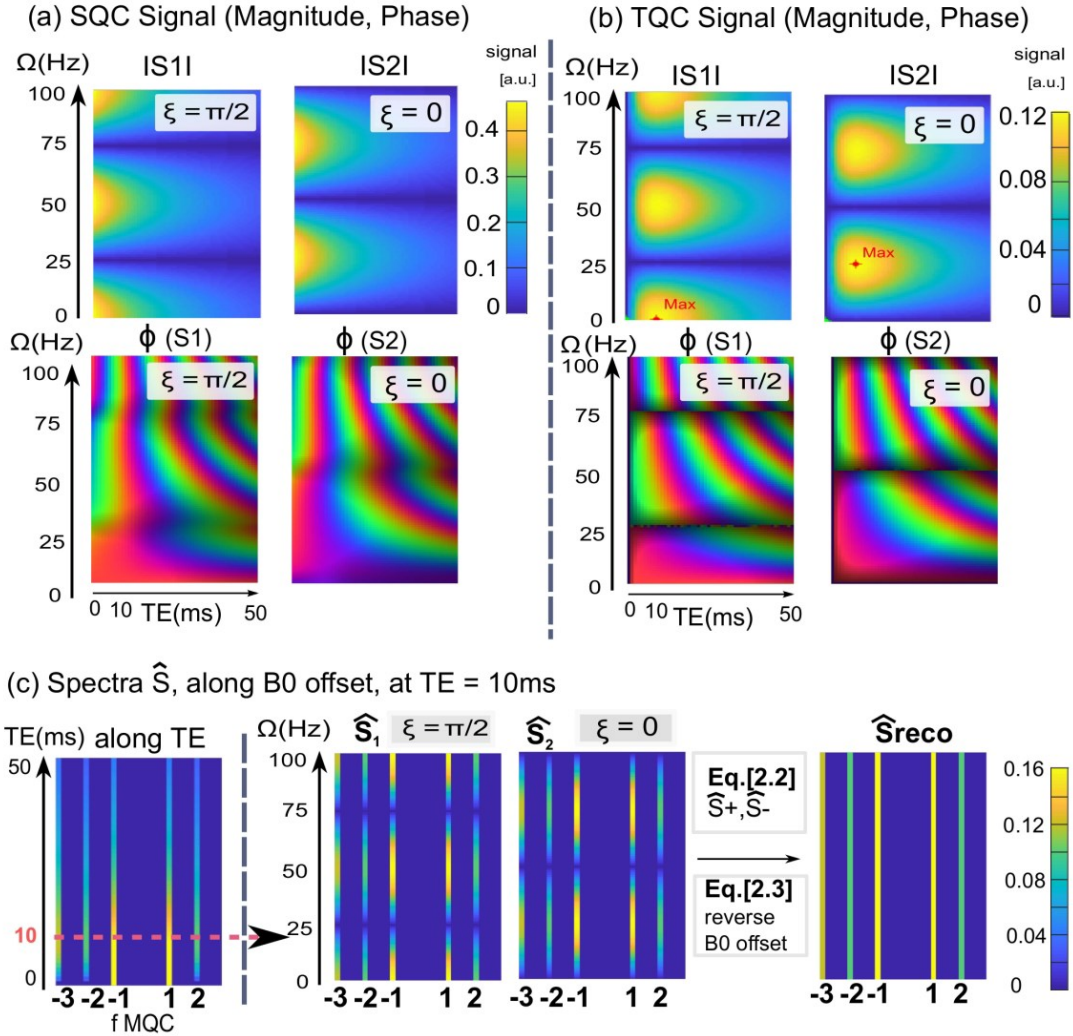 (a) SQC Signal (Magnitude, Phase)
(b) TQC Signal (Magnitude, Phase)
Ω(Hz)
IS1I
IS2I
signal
[a.u.]
ξ = π/2
ξ = 0
100
75
50
25
0
0.4
0.3
0.2
0.1
0
Ω(Hz)
IS1I
IS2I
signal
[a.u.]
ξ = π/2
ξ = 0
100
75
50
25
0
Max
Max
0.12
0.08
0.04
0
Ω(Hz)
ϕ (S1)
ϕ (S2)
ξ = π/2
ξ = 0
100
75
50
25
0
0 10 TE(ms) 50
Ω(Hz)
ϕ (S1)
ϕ (S2)
ξ = π/2
ξ = 0
100
75
50
25
0
0 10 TE(ms) 50
(c) Spectra Ŝ, along B0 offset, at TE = 10ms
TE(ms) along TE
50
10
0
-3 -2 -1 1 2
f MQC
Ω(Hz)
Ŝ1 ξ = π/2
100
75
50
25
0
-3 -2 -1 1 2
Ŝ2 ξ = 0
-3 -2 -1 1 2
Eq.[2.2]
Ŝ+,Ŝ-
Eq.[2.3]
reverse
B0 offset
Ŝreco
-3 -2 -1 1 2
0.16
0.12
0.08
0.04
0